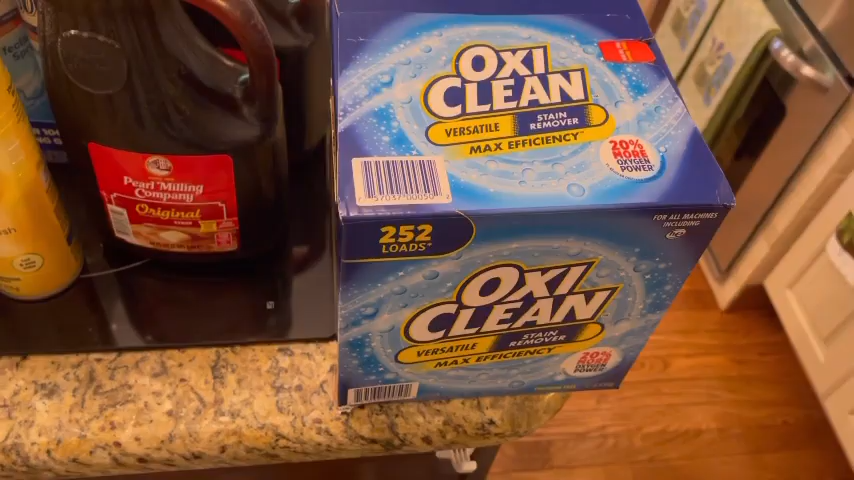 Pearl Milling
Company
Original
SYRUP
OXI
CLEAN
VERSATILE
STAIN
REMOVER
MAX EFFICIENCY
20%
MORE
OXYGEN
POWER
252
LOADS*
FOR ALL MACHINES
INCLUDING
OXI
CLEAN
VERSATILE
STAIN
REMOVER
MAX EFFICIENCY
20%
MORE
OXYGEN
POWER